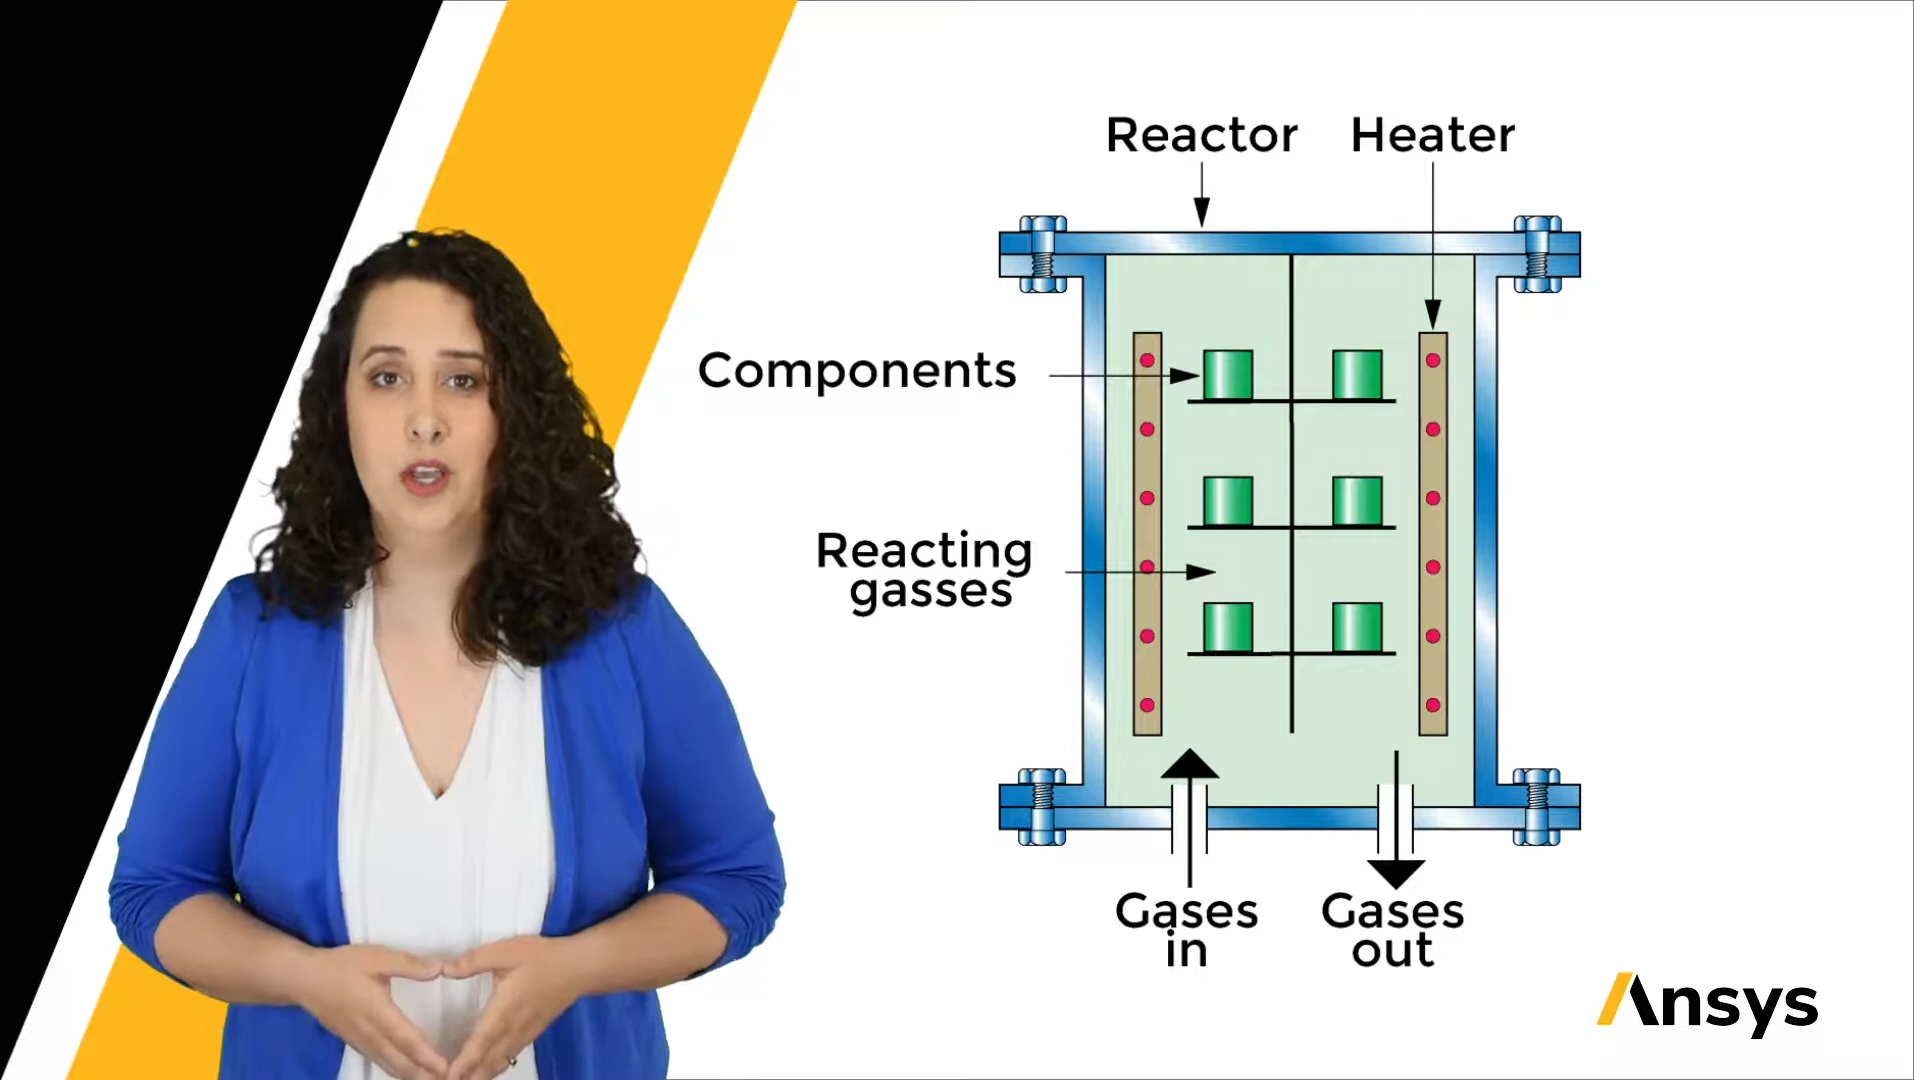 Reactor Heater
Components
Reacting
gasses
Gases
in
Gases
out
Ansys